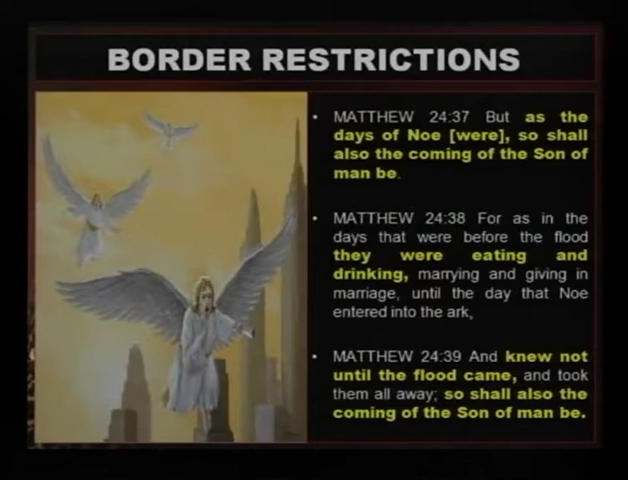 BORDER RESTRICTIONS
• MATTHEW 24:37 But as the
days of Noe [were], so shall
also the coming of the Son of
man be.
• MATTHEW 24:38 For as in the
days that were before the flood
they were eating and
drinking, marrying and giving in
marriage, until the day that Noe
entered into the ark,
• MATTHEW 24:39 And knew not
until the flood came, and took
them all away; so shall also the
coming of the Son of man be.